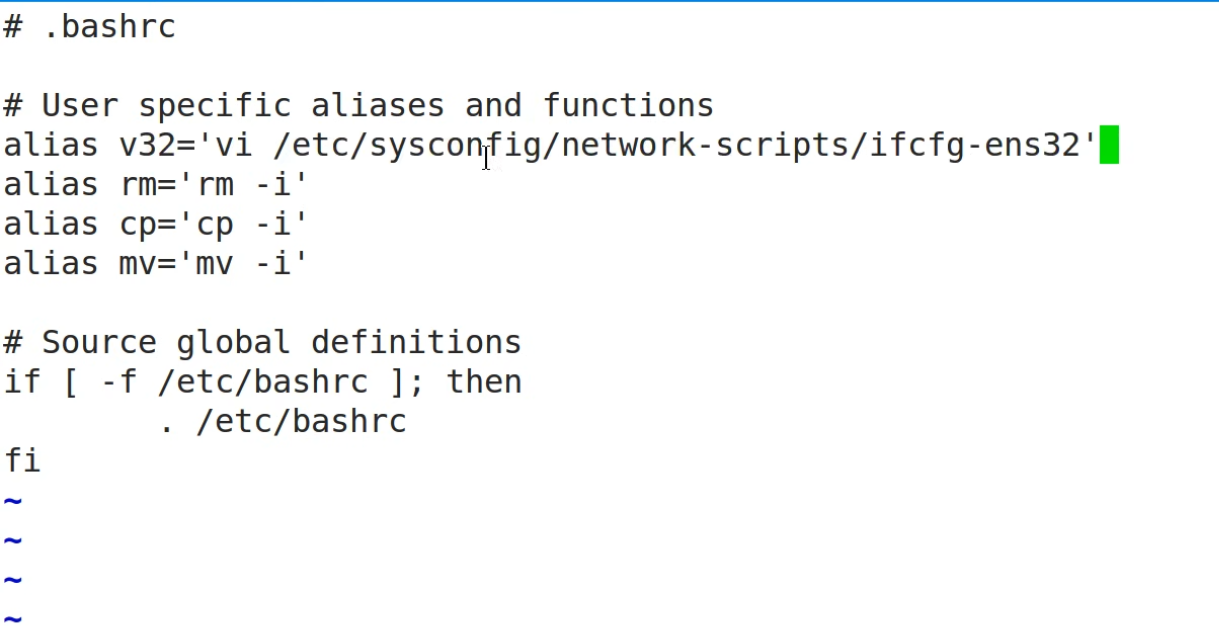 # .bashrc
# User specific aliases and functions
alias v32='vi /etc/sysconfig/network-scripts/ifcfg-ens32'
alias rm='rm -i'
alias cp='cp -i'
alias mv='mv -i'
# Source global definitions
if [ -f /etc/bashrc ]; then
        . /etc/bashrc
fi
~
~
~
~